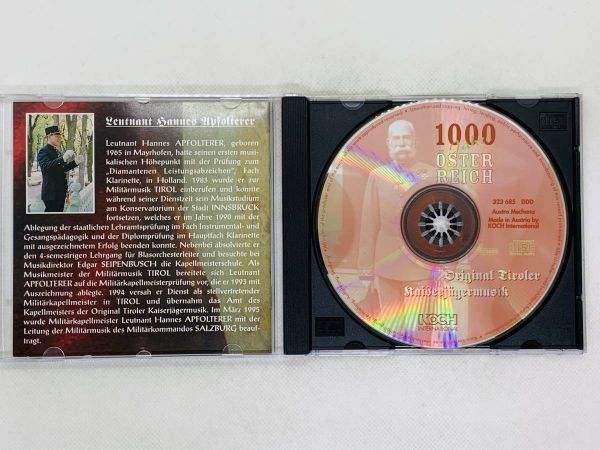 Leutnant Hannes Apfolterer
Leutnant Hannes APFOLTERER, geboren
1965 in Mayrhofen, hatte seinen ersten musi-
kalischen Höhepunkt mit der Prüfung zum
„Diamantenen Leistungsabzeichen", Fach
Klarinette, in Holland. 1985 wurde er zur
Militärmusik TIROL einberufen und konnte
während seiner Dienstzeit sein Musikstudium
am Konservatorium der Stadt INNSBRUCK
fortsetzen, welches er im Jahre 1990 mit der
Ablegung der staatlichen Lehramtsprüfung im Fach Instrumental- und
Gesangspädagogik und der Diplomprüfung im Hauptfach Klarinette
mit ausgezeichnetem Erfolg beenden konnte. Nebenbei absolvierte er
den 4-semestrigen Lehrgang für Blasorchesterleiter und besuchte bei
Musikdirektor Edgar SEIPENBUSCH die Kapellmeisterschule. Als
Musikmeister der Militärmusik TIROL bereitete sich Leutnant
APFOLTERER auf die Kapellmeisterprüfung vor, die er 1993 mit
Auszeichnung ablegte. 1994 versah er Dienst als stellvertretender
Militärkapellmeister in TIROL und übernahm das Amt des
Kapellmeisters der Original Tiroler Kaiserjägermusik. Im März 1995
wurde Militärkapellmeister Leutnant Hannes APFOLTERER mit der
Leitung der Militärmusik des Militärkommandos SALZBURG beauf-
tragt.
1000
ÖSTER
REICH
323 685 DDD
Austro Mechana
Made in Austria by
KOCH International
Original Tiroler
Kaiserjägermusik
KOCH
INTERNATIONAL